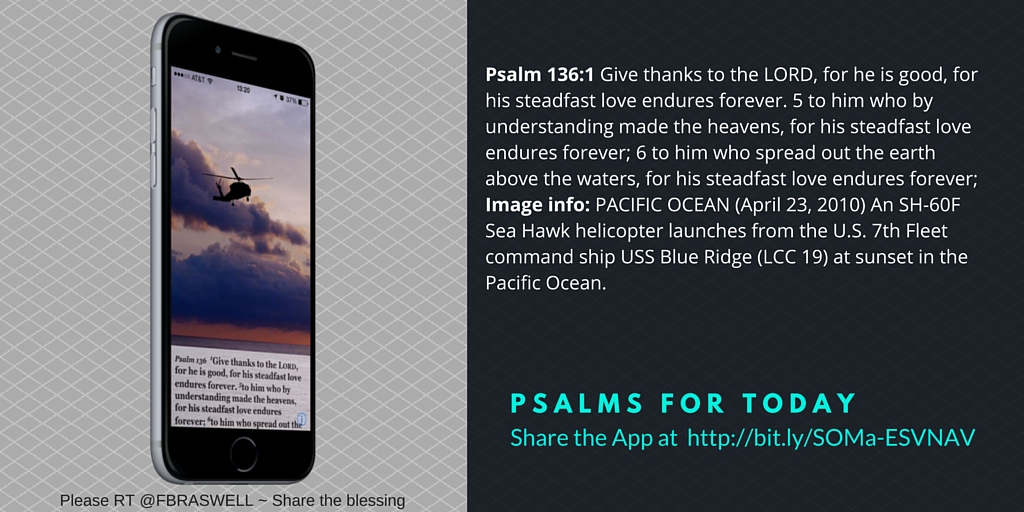 AT&T
13:20
37%
Psalm 136 ¹Give thanks to the LORD,
for he is good, for his steadfast love
endures forever. ⁵to him who by
understanding made the heavens,
for his steadfast love endures
forever; ⁶to him who spread out the
Please RT @FBRASWELL ~ Share the blessing
Psalm 136:1 Give thanks to the LORD, for he is good, for
his steadfast love endures forever. 5 to him who by
understanding made the heavens, for his steadfast love
endures forever; 6 to him who spread out the earth
above the waters, for his steadfast love endures forever;
Image info: PACIFIC OCEAN (April 23, 2010) An SH-60F
Sea Hawk helicopter launches from the U.S. 7th Fleet
command ship USS Blue Ridge (LCC 19) at sunset in the
Pacific Ocean.
PSALMS FOR TODAY
Share the App at http://bit.ly/SOMa-ESVNAV